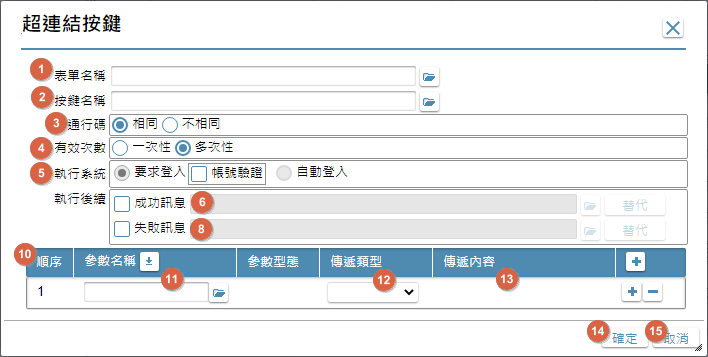 超連結按鍵
1 表單名稱
2 按鍵名稱
3 通行碼 相同 不相同
4 有效次數 一次性 多次性
5 執行系統 要求登入 帳號驗證 自動登入
執行後續 成功訊息 6 替代
失敗訊息 8 替代
10 順序 參數名稱 參數型態 傳遞類型 傳遞內容
1 11 12 13
14 確定 15 取消